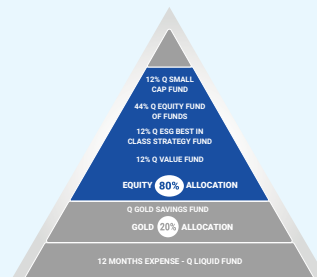 12% Q SMALL
CAP FUND
44% Q EQUITY FUND
OF FUNDS
12% Q ESG BEST IN
CLASS STRATEGY FUND
12% Q VALUE FUND
EQUITY 80% ALLOCATION
Q GOLD SAVINGS FUND
GOLD 20% ALLOCATION
12 MONTHS EXPENSE - Q LIQUID FUND